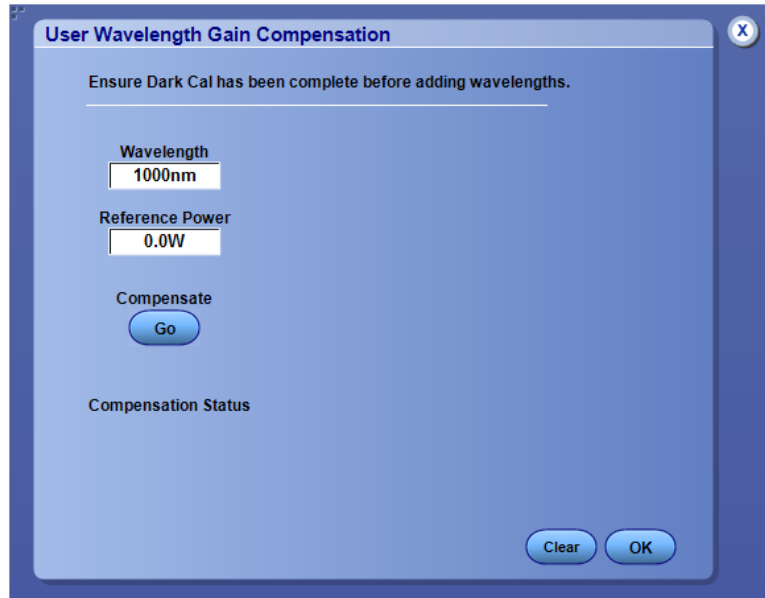 User Wavelength Gain Compensation
X
Ensure Dark Cal has been complete before adding wavelengths.
Wavelength
1000nm
Reference Power
0.0W
Compensate
Go
Compensation Status
Clear
OK